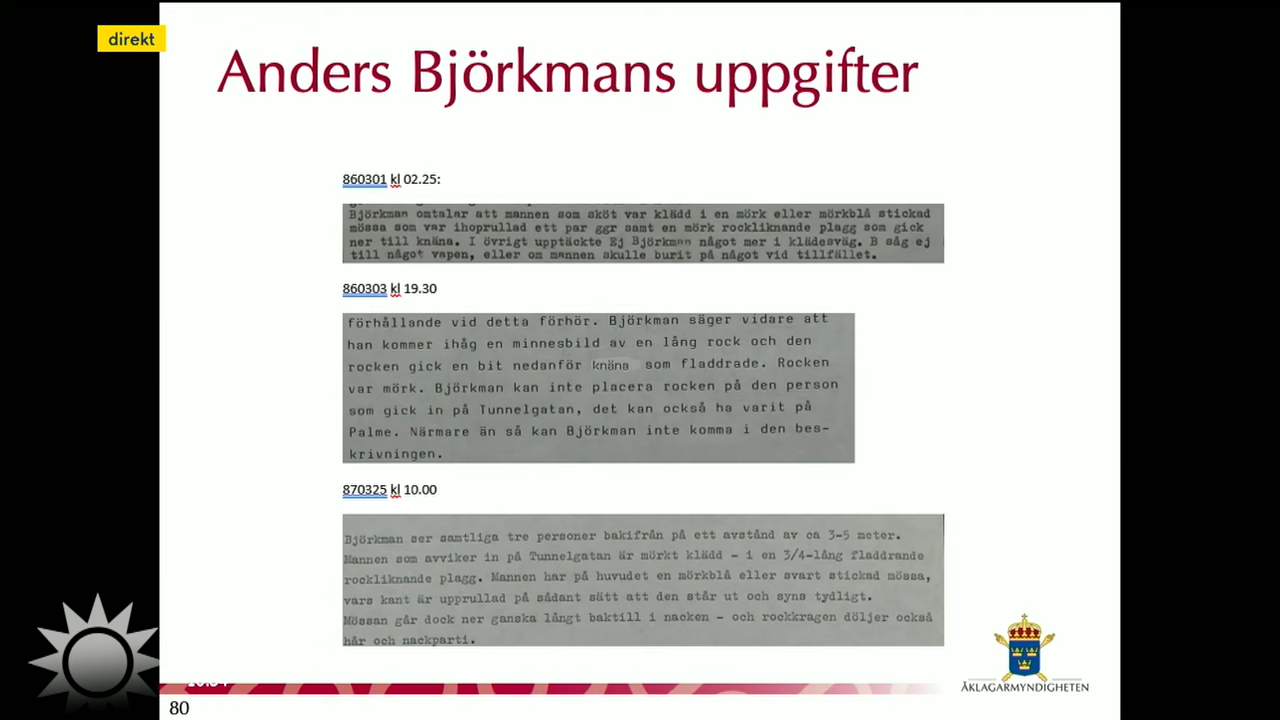 direkt
Anders Björkmans uppgifter
860301 kl 02.25:
Björkman omtalar att mannen som sköt var klädd i en mörk eller mörkblå stickad
mössa som var ihoprullad ett par ggr samt en mörk rockliknande plagg som gick
ner till knäna. I övrigt upptäckte Ej Björkman något mer i klädesväg. B såg ej
till något vapen, eller om mannen skulle burit på något vid tillfället.
860303 kl 19.30
förhållande vid detta förhör. Björkman säger vidare att
han kommer ihåg en minnesbild av en lång rock och den
rocken gick en bit nedanför knäna som fladdrade. Rocken
var mörk. Björkman kan inte placera rocken på den person
som gick in på Tunnelgatan, det kan också ha varit på
Palme. Närmare än så kan Björkman inte komma i den bes-
krivningen.
870325 kl 10.00
Björkman ser samtliga tre personer bakifrån på ett avstånd av ca 3-5 meter.
Mannen som avviker in på Tunnelgatan är mörkt klädd - i en 3/4-lång fladdrande
rockliknande plagg. Mannen har på huvudet en mörkblå eller svart stickad mössa,
vars kant är upprullad på sådant sätt att den står ut och syns tydligt.
Mössan går dock ner ganska långt baktill i nacken - och rockkragen döljer också
hår och nackparti.
ÅKLAGARMYNDIGHETEN
80